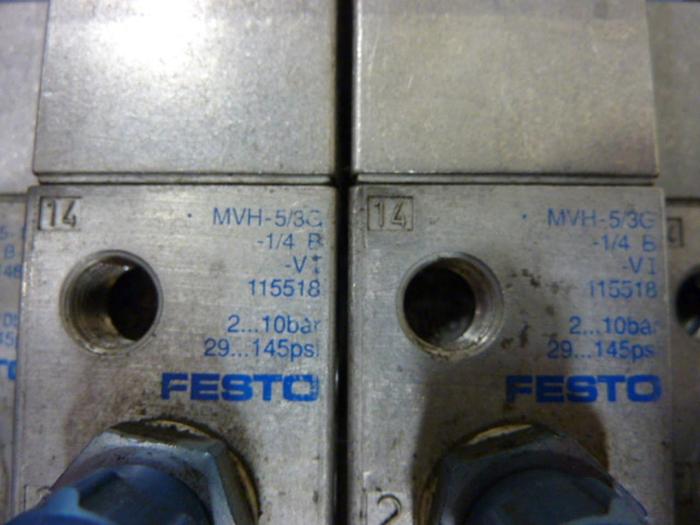 14
MVH-5/3G
-1/4 B
-VI
115518
2...10bar
29...145psi
FESTO
14
MVH-5/3G
-1/4 B
-VI
115518
2...10bar
29...145psi
FESTO
2